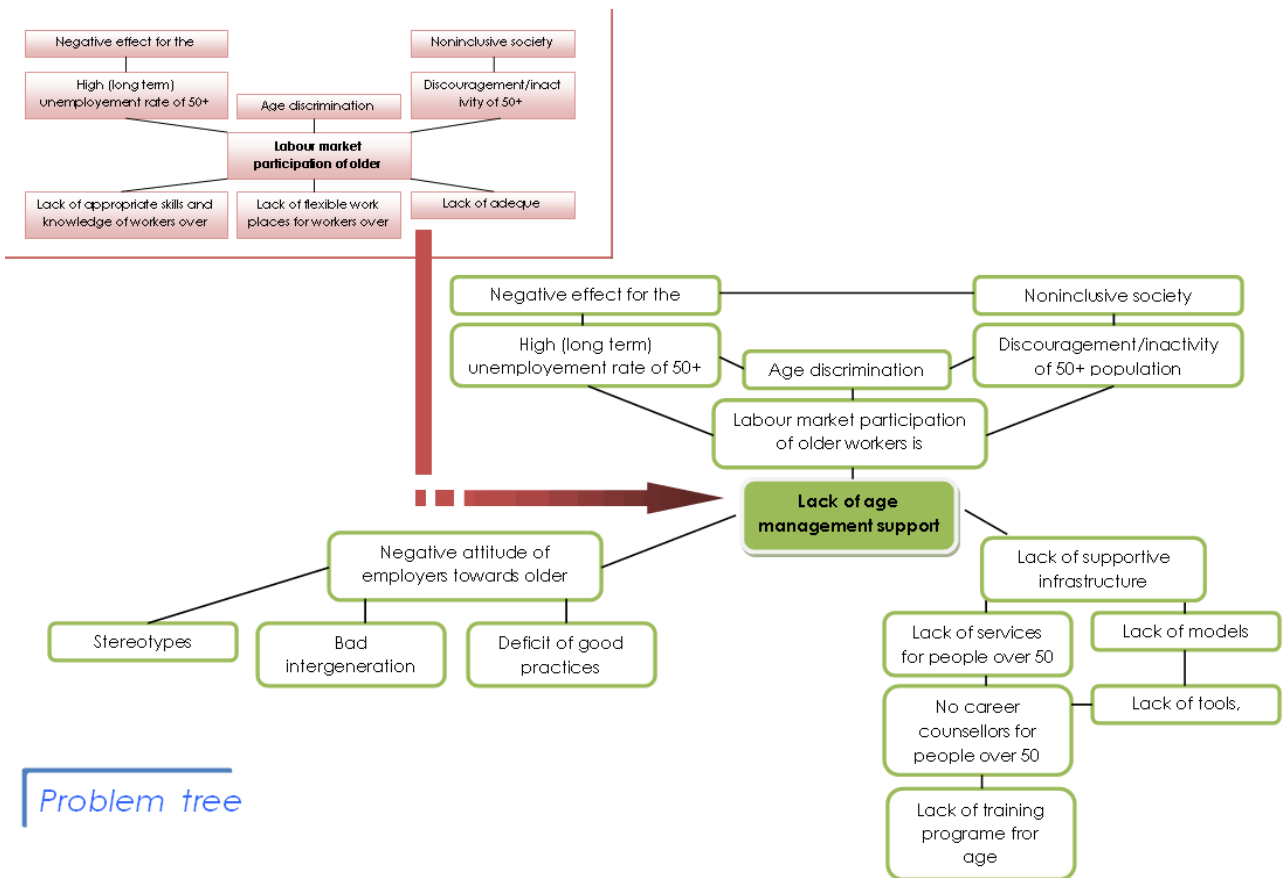 Negative effect for the
Noninclusive society
High (long term)
unemployement rate of 50+
Age discrimination
Discouragement/inact
ivity of 50+
Labour market
participation of older
Lack of appropriate skills and
knowledge of workers over
Lack of flexible work
places for workers over
Lack of adeque
Negative effect for the
Noninclusive society
High (long term)
unemployement rate of 50+
Age discrimination
Discouragement/inactivity
of 50+ population
Labour market participation
of older workers is
Lack of age
management support
Negative attitude of
employers towards older
Lack of supportive
infrastructure
Stereotypes
Bad
intergeneration
Deficit of good
practices
Lack of services
for people over 50
Lack of models
No career
counsellors for
people over 50
Lack of tools,
Lack of training
programe fror
age
Problem tree